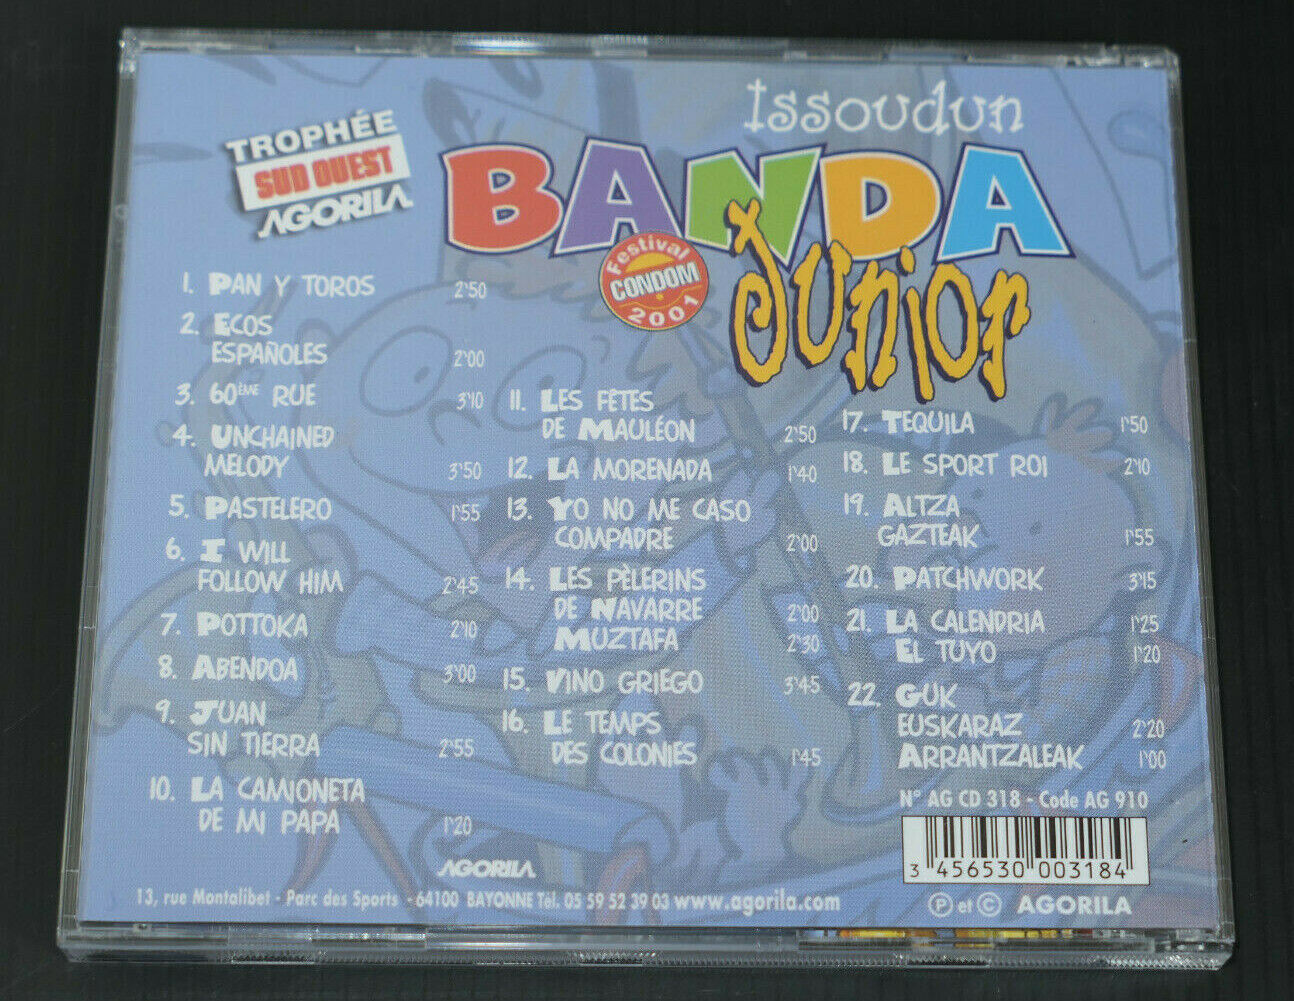 Issoudun
BANDA
Junior
TROPHÉE
SUD OUEST
AGORILA
Festival
CONDOM
2001
1. PAN Y TOROS 2'50
2. ECOS
ESPAÑOLES 2'00
3. 60ÈME RUE 3'10
4. UNCHAINED
MELODY 3'50
5. PASTELERO 1'55
6. I WILL
FOLLOW HIM 2'45
7. POTTOKA 2'10
8. ABENDOA 3'00
9. JUAN
SIN TIERRA 2'55
10. LA CAMIONETA
DE MI PAPA 1'20
11. LES FÊTES
DE MAULÉON 2'50
12. LA MORENADA 1'40
13. YO NO ME CASO
COMPADRE 2'00
14. LES PÈLERINS
DE NAVARRE 2'00
MUZTAFA 2'30
15. VINO GRIEGO 3'45
16. LE TEMPS
DES COLONIES 1'45
17. TEQUILA 1'50
18. LE SPORT ROI 2'10
19. ALTZA
GAZTEAK 1'55
20. PATCHWORK 3'15
21. LA CALENDRIA 1'25
EL TUYO 1'20
22. GUK
EUSKARAZ 2'20
ARRANTZALEAK 1'00
N° AG CD 318 - Code AG 910
3 456530 003184
AGORILA
13, rue Montalibet - Parc des Sports - 64100 BAYONNE Tél. 05 59 52 39 03 www.agorila.com
Ⓟ et © AGORILA